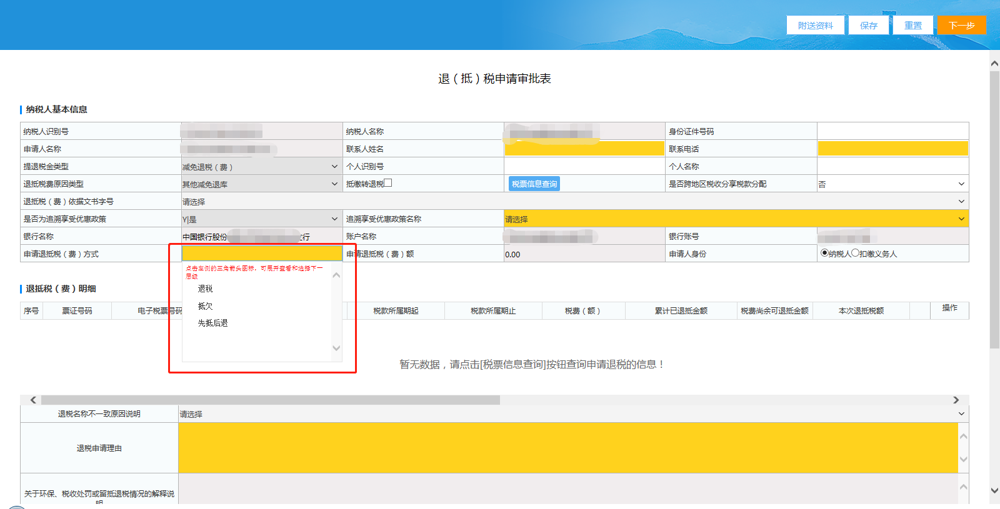 附送资料 保存 重置 下一步
退（抵）税申请审批表
纳税人基本信息
纳税人识别号 纳税人名称 身份证件号码
申请人名称 联系人姓名 联系电话
提退税金类型 减免退税（费） 个人识别号 个人名称
退抵税费原因类型 其他减免退库 抵缴转退税 税票信息查询 是否跨地区税收分享税款分配 否
退抵税（费）依据文书字号 请选择
是否为追溯享受优惠政策 Y|是 追溯享受优惠政策名称 请选择
银行名称 中国银行股份 行 账户名称 银行账号
申请退抵税（费）方式 申请退抵税（费）额 0.00 申请人身份 纳税人 扣缴义务人
点击左侧的三角箭头图标，可展开查看和选择下一
层级
退税
抵欠
先抵后退
退抵税（费）明细
序号 票证号码 电子税票号码 税款所属期起 税款所属期止 税费（额） 累计已退抵金额 税费尚余可退抵金额 本次退抵税额 操作
暂无数据，请点击[税票信息查询]按钮查询申请退税的信息！
退税名称不一致原因说明 请选择
退税申请理由
关于环保、税收处罚或留抵退税情况的解释说
明